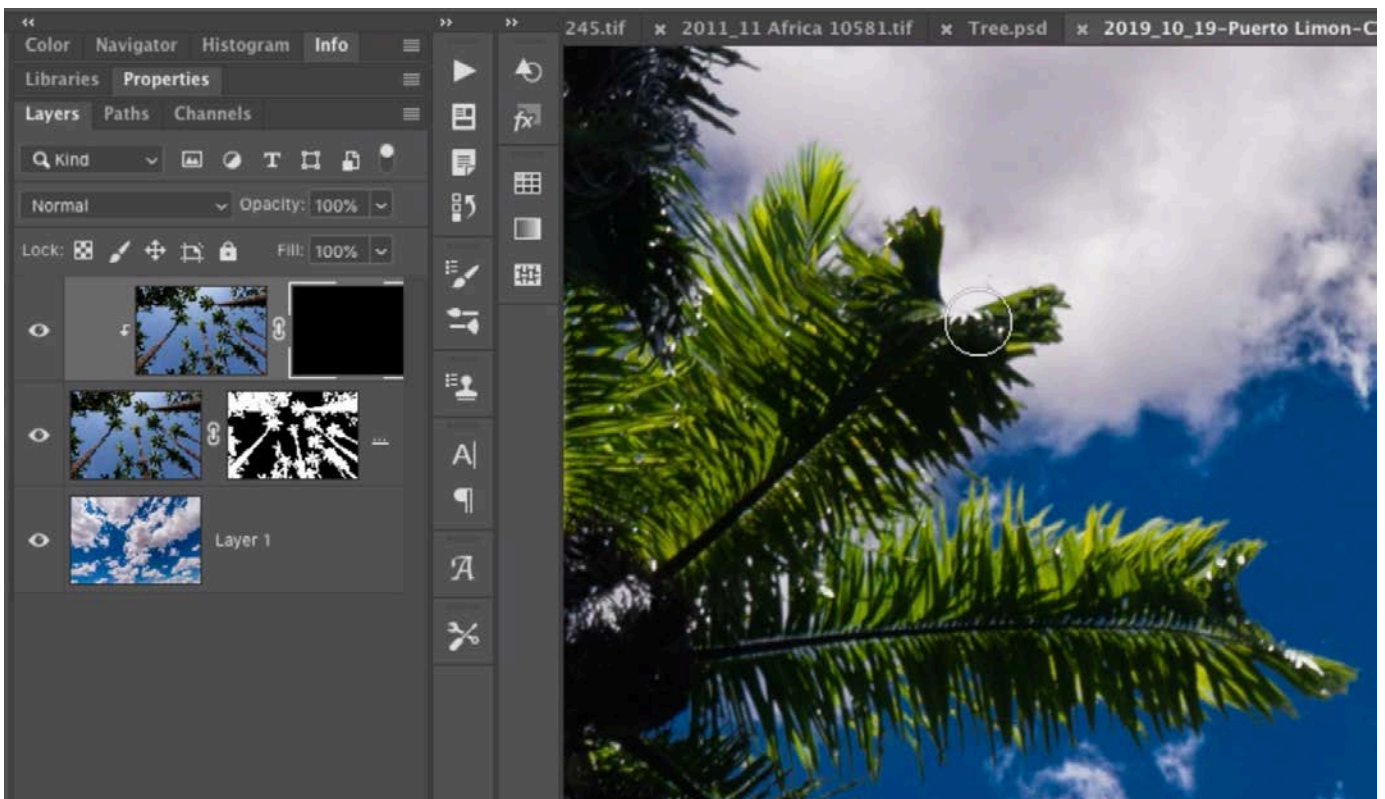 245.tif × 2011_11 Africa 10581.tif × Tree.psd × 2019_10_19-Puerto Limon-C
Color Navigator Histogram Info
Libraries Properties
Layers Paths Channels
Kind T
fx
Normal Opacity: 100%
Lock: Fill: 100%
A|
¶
Layer 1
A